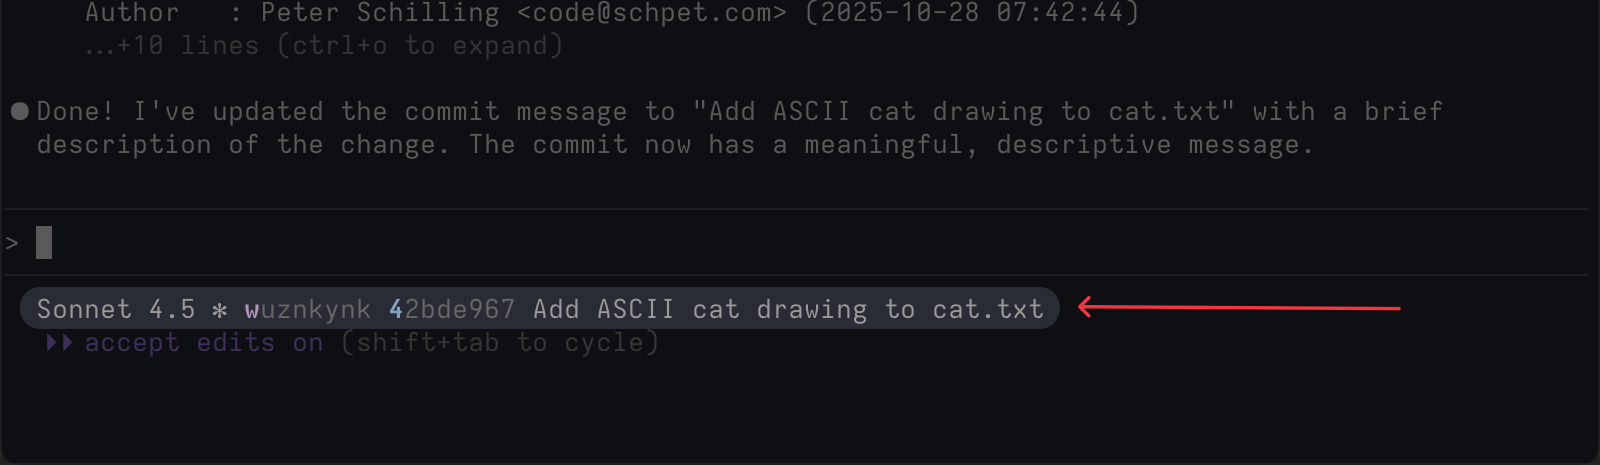 Author   : Peter Schilling <code@schpet.com> (2025-10-28 07:42:44)
…+10 lines (ctrl+o to expand)
● Done! I've updated the commit message to "Add ASCII cat drawing to cat.txt" with a brief
description of the change. The commit now has a meaningful, descriptive message.
>
Sonnet 4.5 ✻ wuznkynk 42bde967 Add ASCII cat drawing to cat.txt
⏵⏵ accept edits on (shift+tab to cycle)